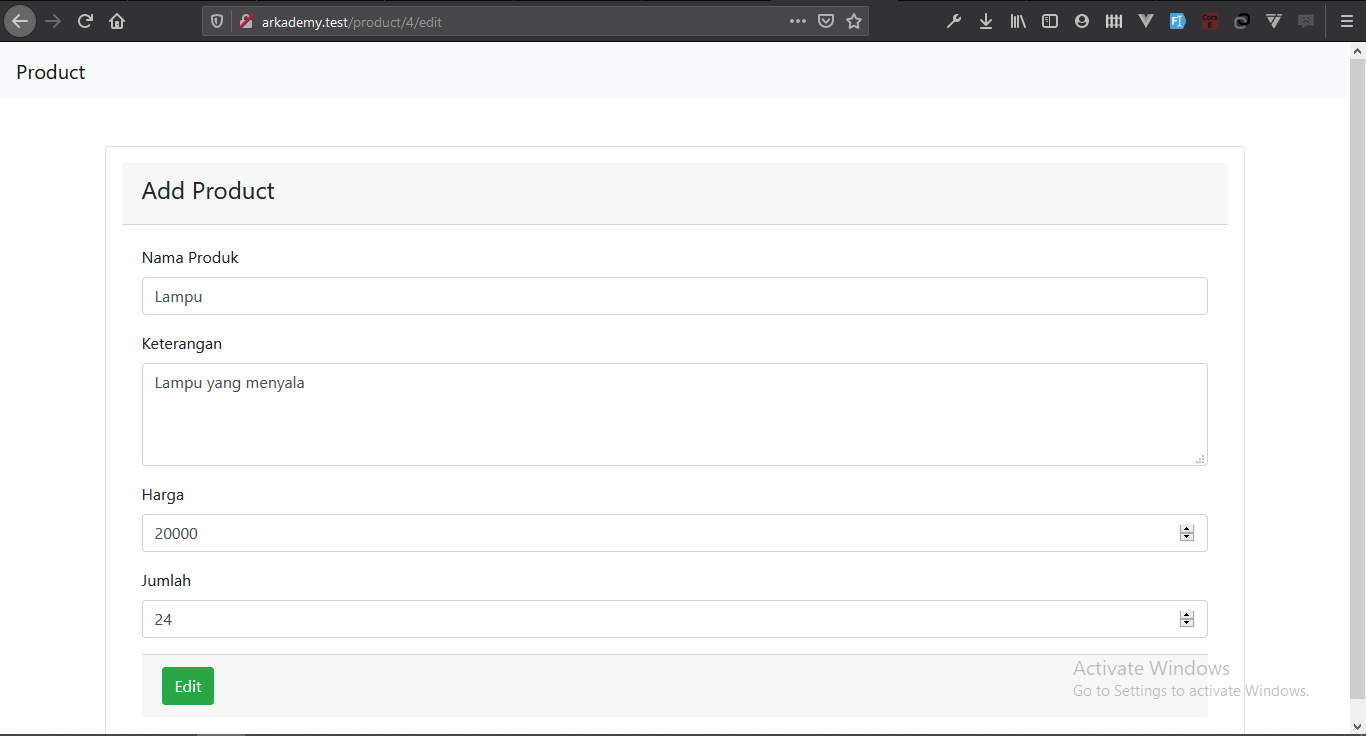 arkademy.test/product/4/edit
Product
Add Product
Nama Produk
Lampu
Keterangan
Lampu yang menyala
Harga
20000
Jumlah
24
Edit
Activate Windows
Go to Settings to activate Windows.